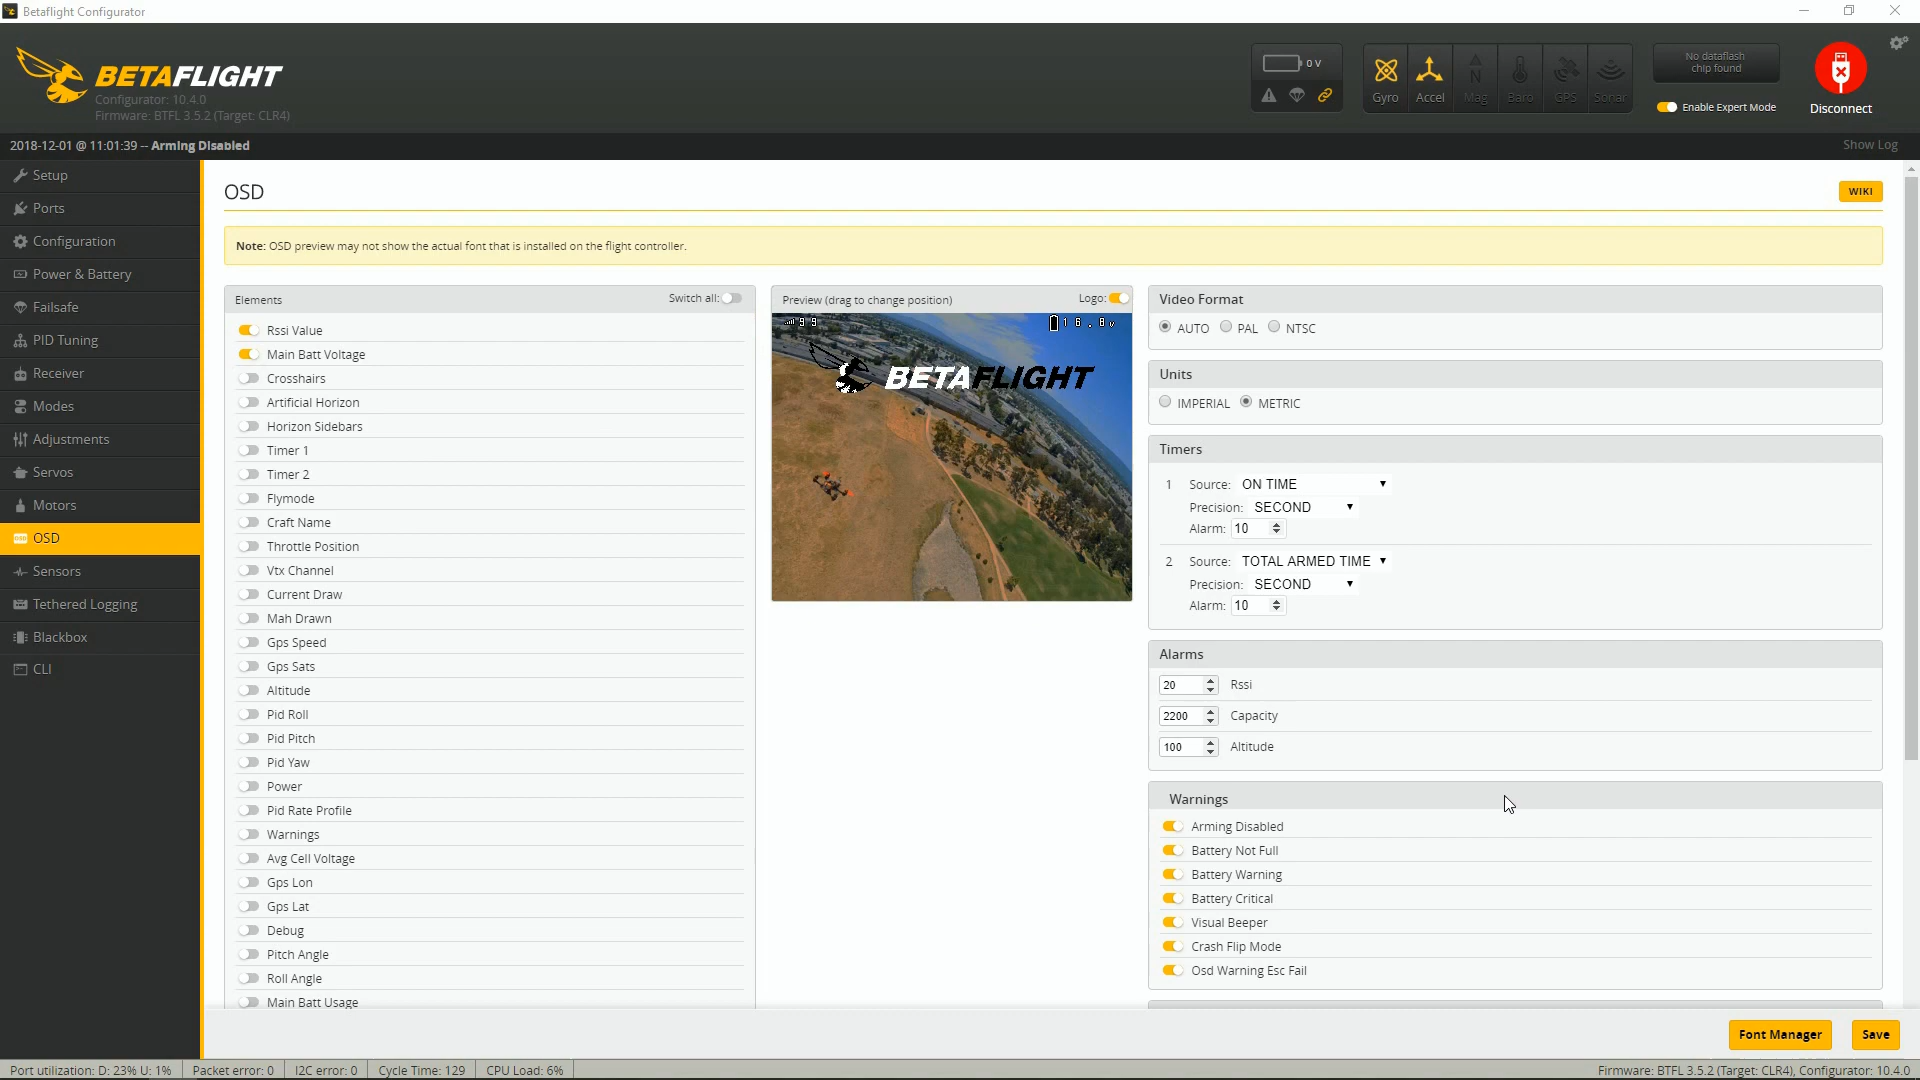 Betaflight Configurator
BETAFLIGHT
Configurator: 10.4.0
Firmware: BTFL 3.5.2 (Target: CLR4)
0 V
Gyro
Accel
Mag
Baro
GPS
Sonar
No dataflash
chip found
Enable Expert Mode
Disconnect
2018-12-01 @ 11:01:39 -- Arming Disabled
Show Log
Setup
Ports
Configuration
Power & Battery
Failsafe
PID Tuning
Receiver
Modes
Adjustments
Servos
Motors
OSD
Sensors
Tethered Logging
Blackbox
CLI
OSD
WIKI
Note: OSD preview may not show the actual font that is installed on the flight controller.
Elements
Switch all:
Rssi Value
Main Batt Voltage
Crosshairs
Artificial Horizon
Horizon Sidebars
Timer 1
Timer 2
Flymode
Craft Name
Throttle Position
Vtx Channel
Current Draw
Mah Drawn
Gps Speed
Gps Sats
Altitude
Pid Roll
Pid Pitch
Pid Yaw
Power
Pid Rate Profile
Warnings
Avg Cell Voltage
Gps Lon
Gps Lat
Debug
Pitch Angle
Roll Angle
Main Batt Usage
Preview (drag to change position)
Logo:
99
16.8V
BETAFLIGHT
Video Format
AUTO PAL NTSC
Units
IMPERIAL METRIC
Timers
1 Source: ON TIME
Precision: SECOND
Alarm: 10
2 Source: TOTAL ARMED TIME
Precision: SECOND
Alarm: 10
Alarms
20 Rssi
2200 Capacity
100 Altitude
Warnings
Arming Disabled
Battery Not Full
Battery Warning
Battery Critical
Visual Beeper
Crash Flip Mode
Osd Warning Esc Fail
Font Manager
Save
Port utilization: D: 23% U: 1%
Packet error: 0
I2C error: 0
Cycle Time: 129
CPU Load: 6%
Firmware: BTFL 3.5.2 (Target: CLR4), Configurator: 10.4.0